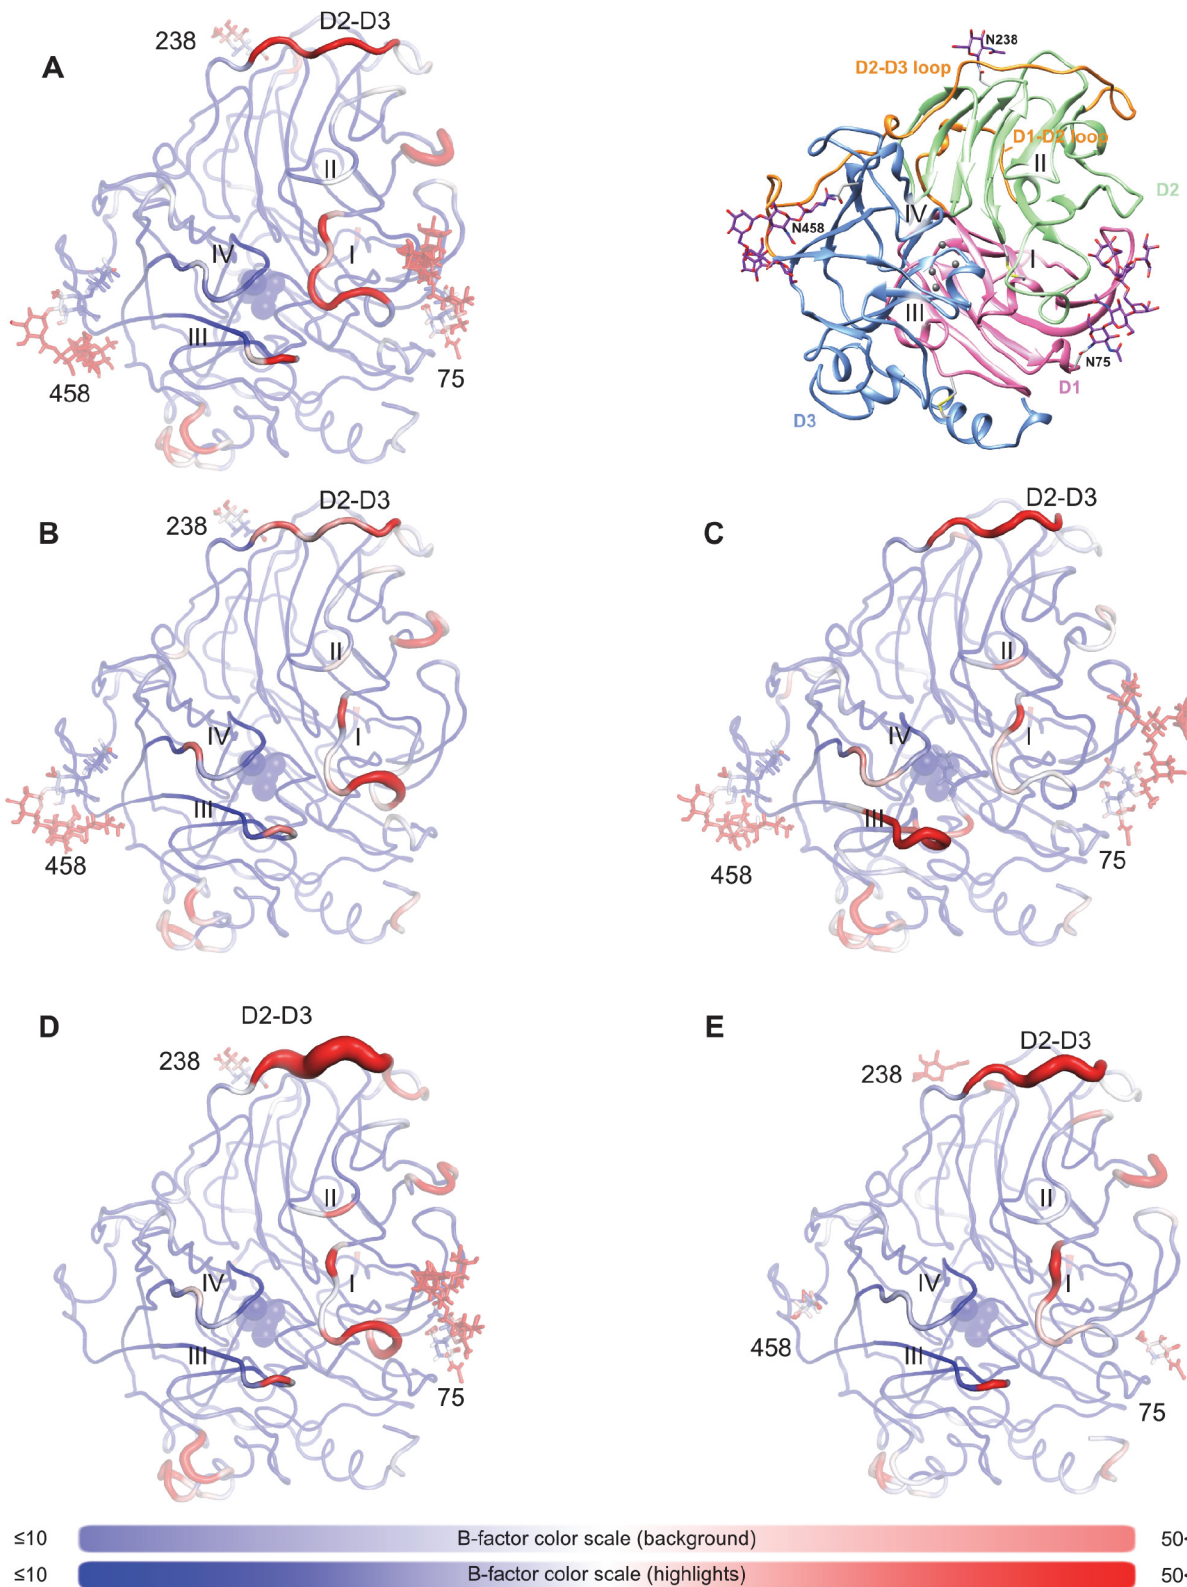 A
238
D2-D3
II
IV
I
III
458
75
N238
D2-D3 loop
D1-D2 loop
II
D2
N458
IV
I
III
N75
D1
D3
B
238
D2-D3
II
IV
I
III
458
C
D2-D3
II
IV
I
III
458
75
D
D2-D3
238
II
IV
I
III
75
E
D2-D3
238
II
IV
I
III
458
75
≤10 B-factor color scale (background) 50<
≤10 B-factor color scale (highlights) 50<